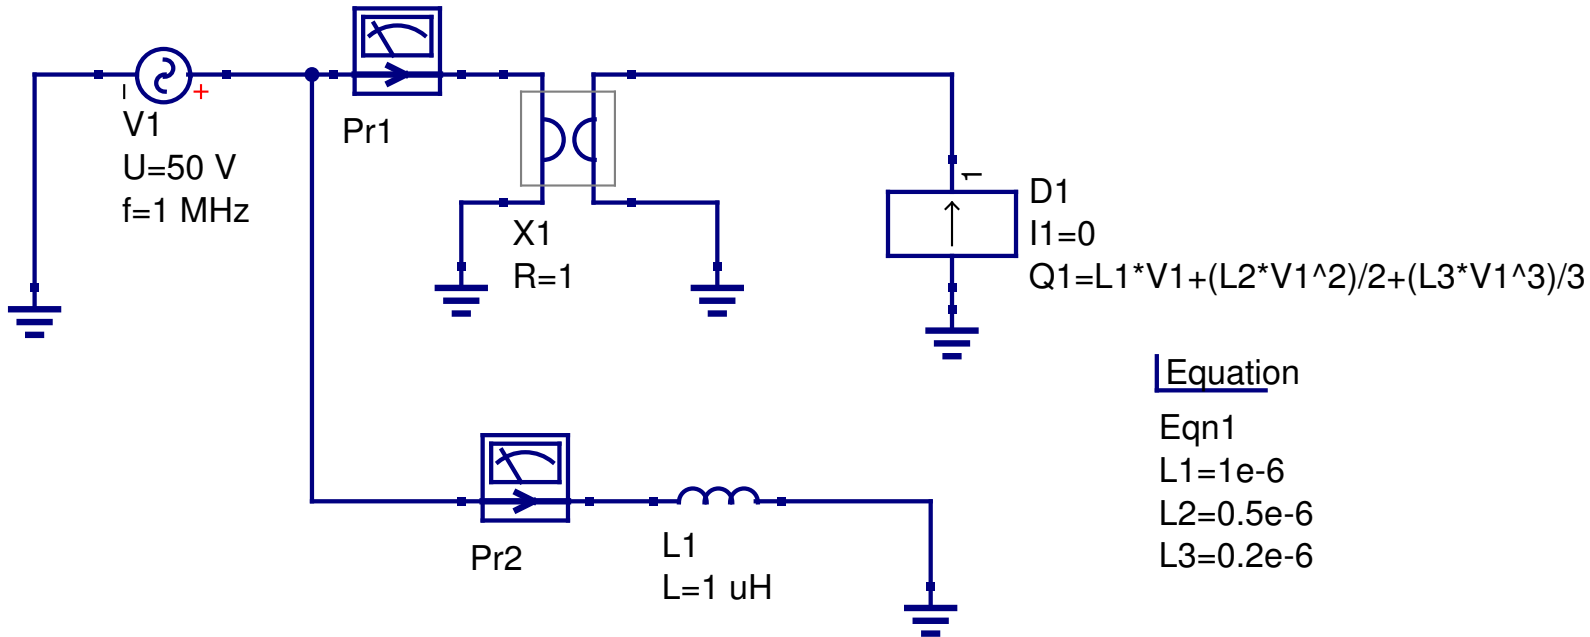 V1
U=50 V
f=1 MHz
Pr1
X1
R=1
1
D1
I1=0
Q1=L1*V1+(L2*V1^2)/2+(L3*V1^3)/3
Equation
Eqn1
L1=1e-6
L2=0.5e-6
L3=0.2e-6
Pr2
L1
L=1 uH